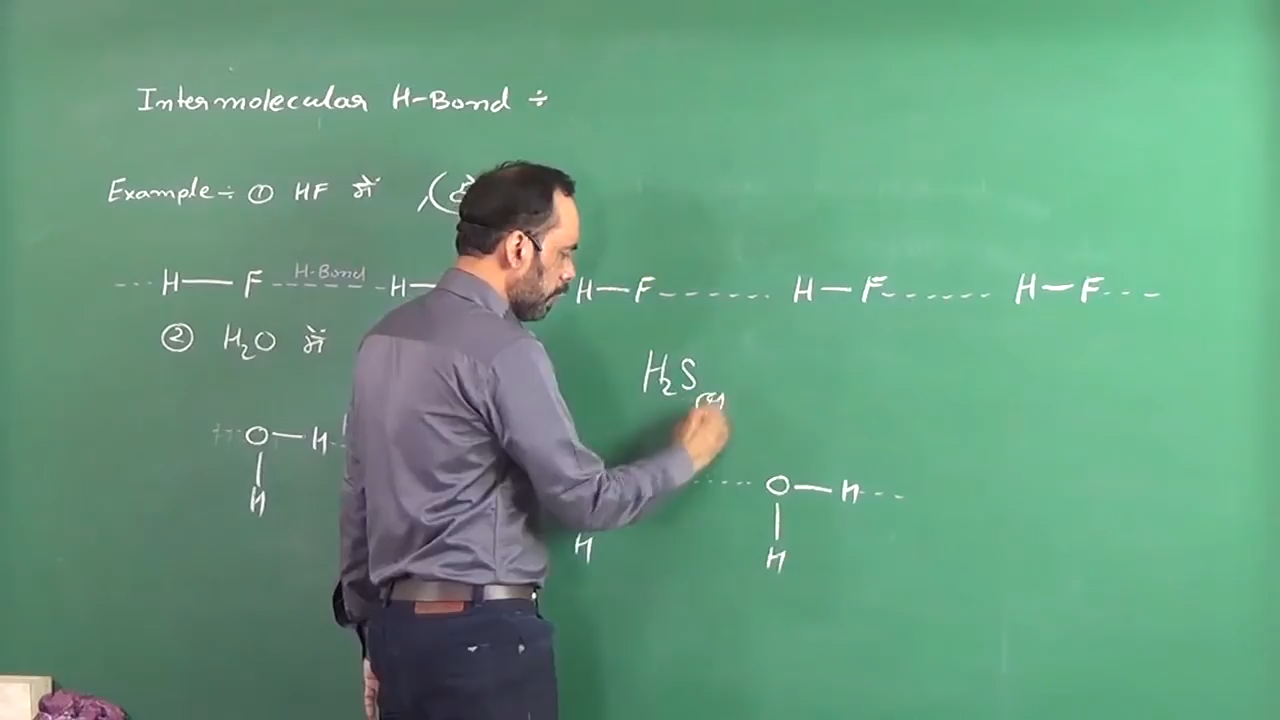 Intermolecular H-Bond ÷
Example ÷ ① HF में , (
--- H — F --- H-Bond --- H — H — F ------ H — F ------ H — F ---
② H₂O में
H₂S
O — H O — H ---
H H H